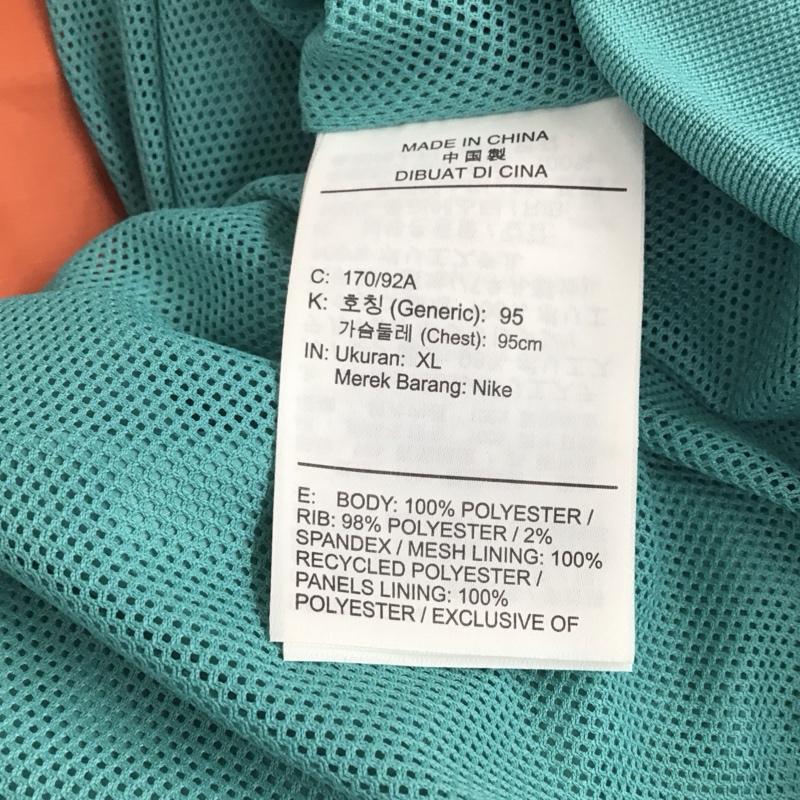 MADE IN CHINA
中国製
DIBUAT DI CINA
C: 170/92A
K: 호칭 (Generic): 95
가슴둘레 (Chest): 95cm
IN: Ukuran: XL
Merek Barang: Nike
E: BODY: 100% POLYESTER /
RIB: 98% POLYESTER / 2%
SPANDEX / MESH LINING: 100%
RECYCLED POLYESTER /
PANELS LINING: 100%
POLYESTER / EXCLUSIVE OF